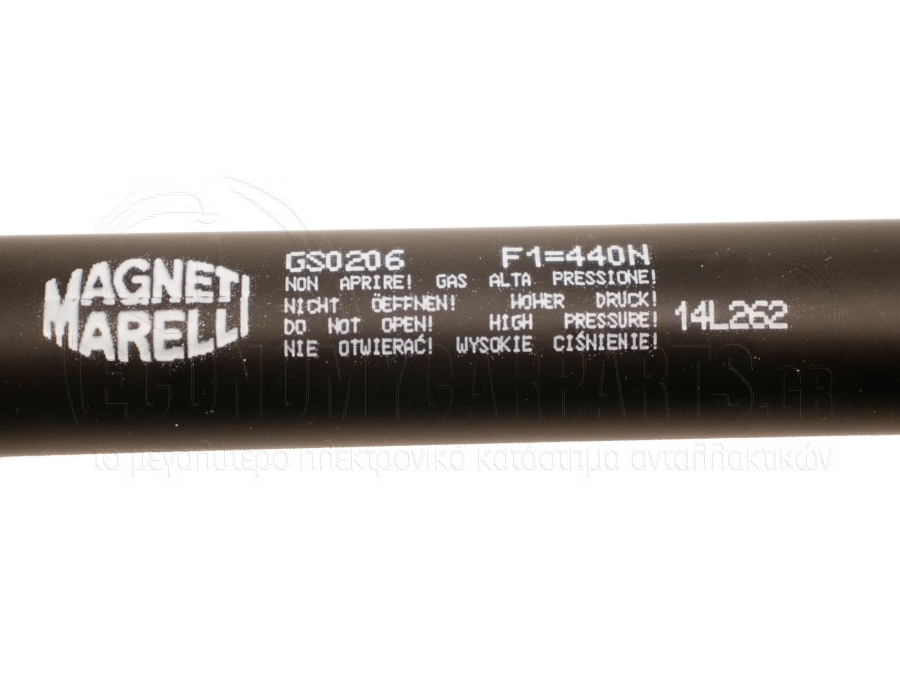 MAGNETI
MARELLI
GS0206 F1=440N
NON APRIRE! GAS ALTA PRESSIONE!
NICHT ÖEFFNEN! HOHER DRUCK!
DO NOT OPEN! HIGH PRESSURE!
NIE OTWIERAĆ! WYSOKIE CIŚNIENIE!
14L262
ECONOMYCARPARTS.GR
το μεγαλύτερο ηλεκτρονικό κατάστημα ανταλλακτικών